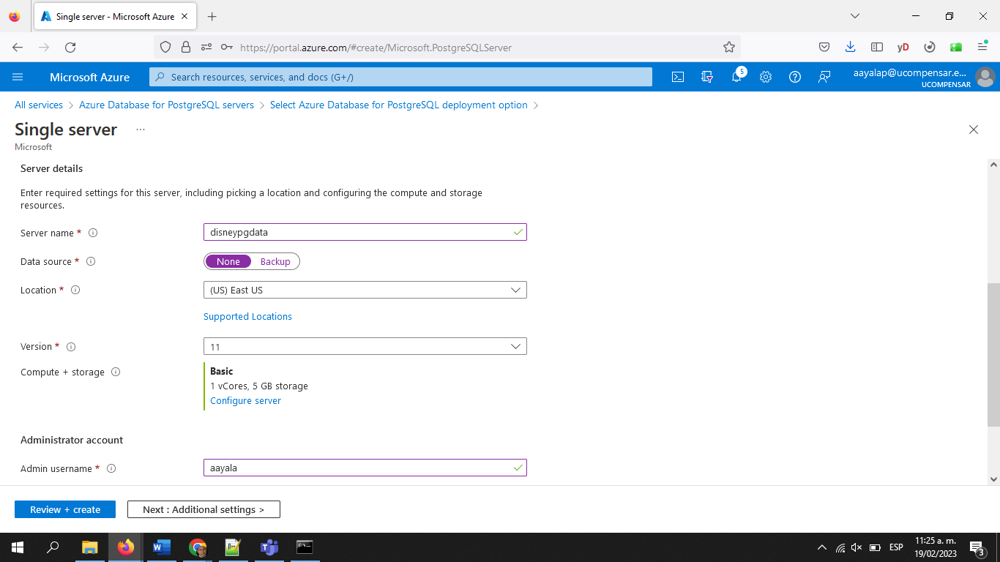 Single server - Microsoft Azure
https://portal.azure.com/#create/Microsoft.PostgreSQLServer
yD
Microsoft Azure
Search resources, services, and docs (G+/)
5
aayalap@ucompensar.e...
UCOMPENSAR
All services > Azure Database for PostgreSQL servers > Select Azure Database for PostgreSQL deployment option >
Single server ...
Microsoft
Server details
Enter required settings for this server, including picking a location and configuring the compute and storage
resources.
Server name * disneypgdata
Data source * None Backup
Location * (US) East US
Supported Locations
Version * 11
Compute + storage Basic
1 vCores, 5 GB storage
Configure server
Administrator account
Admin username * aayala
Review + create Next : Additional settings >
ESP
11:25 a. m.
19/02/2023
3